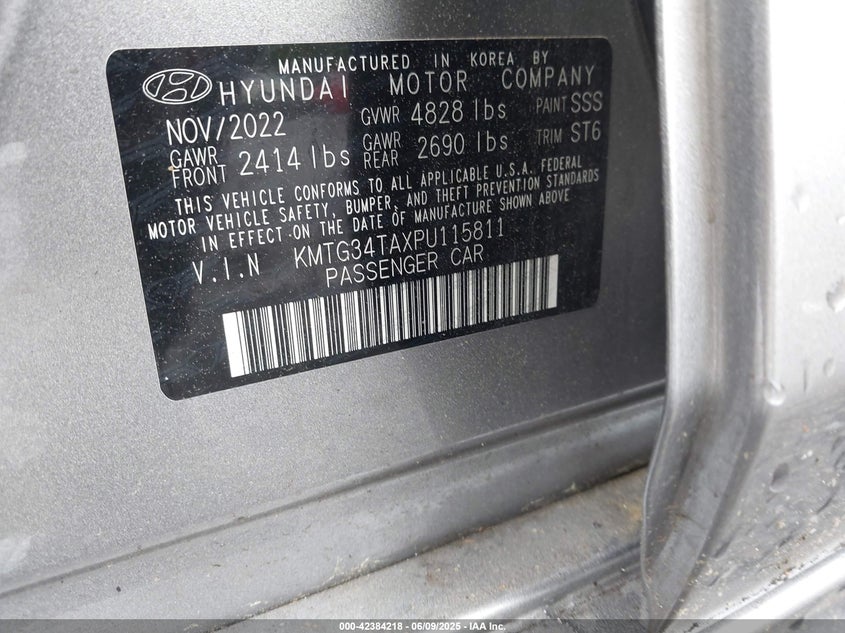 MANUFACTURED IN KOREA BY
HYUNDAI MOTOR COMPANY
NOV/2022 GVWR 4828 lbs PAINT SSS
GAWR FRONT 2414 lbs GAWR REAR 2690 lbs TRIM ST6
THIS VEHICLE CONFORMS TO ALL APPLICABLE U.S.A. FEDERAL
MOTOR VEHICLE SAFETY, BUMPER, AND THEFT PREVENTION STANDARDS
IN EFFECT ON THE DATE OF MANUFACTURE SHOWN ABOVE
V.I.N KMTG34TAXPU115811
PASSENGER CAR
000-42384218 - 06/09/2025 - IAA Inc.